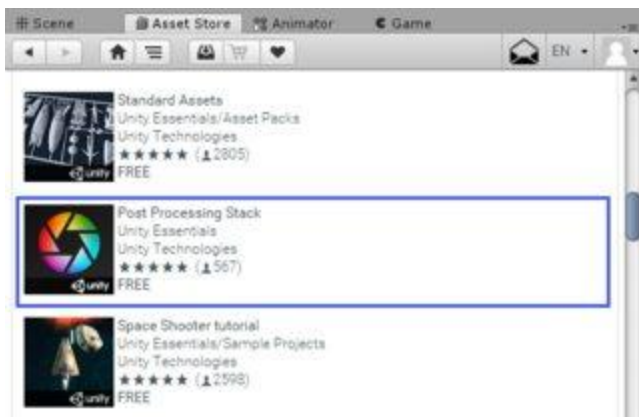 Scene Asset Store Animator Game
EN
Standard Assets
Unity Essentials/Asset Packs
Unity Technologies
★★★★★ (2805)
unity FREE
Post Processing Stack
Unity Essentials
Unity Technologies
★★★★★ (567)
unity FREE
Space Shooter tutorial
Unity Essentials/Sample Projects
Unity Technologies
★★★★★ (2598)
unity FREE